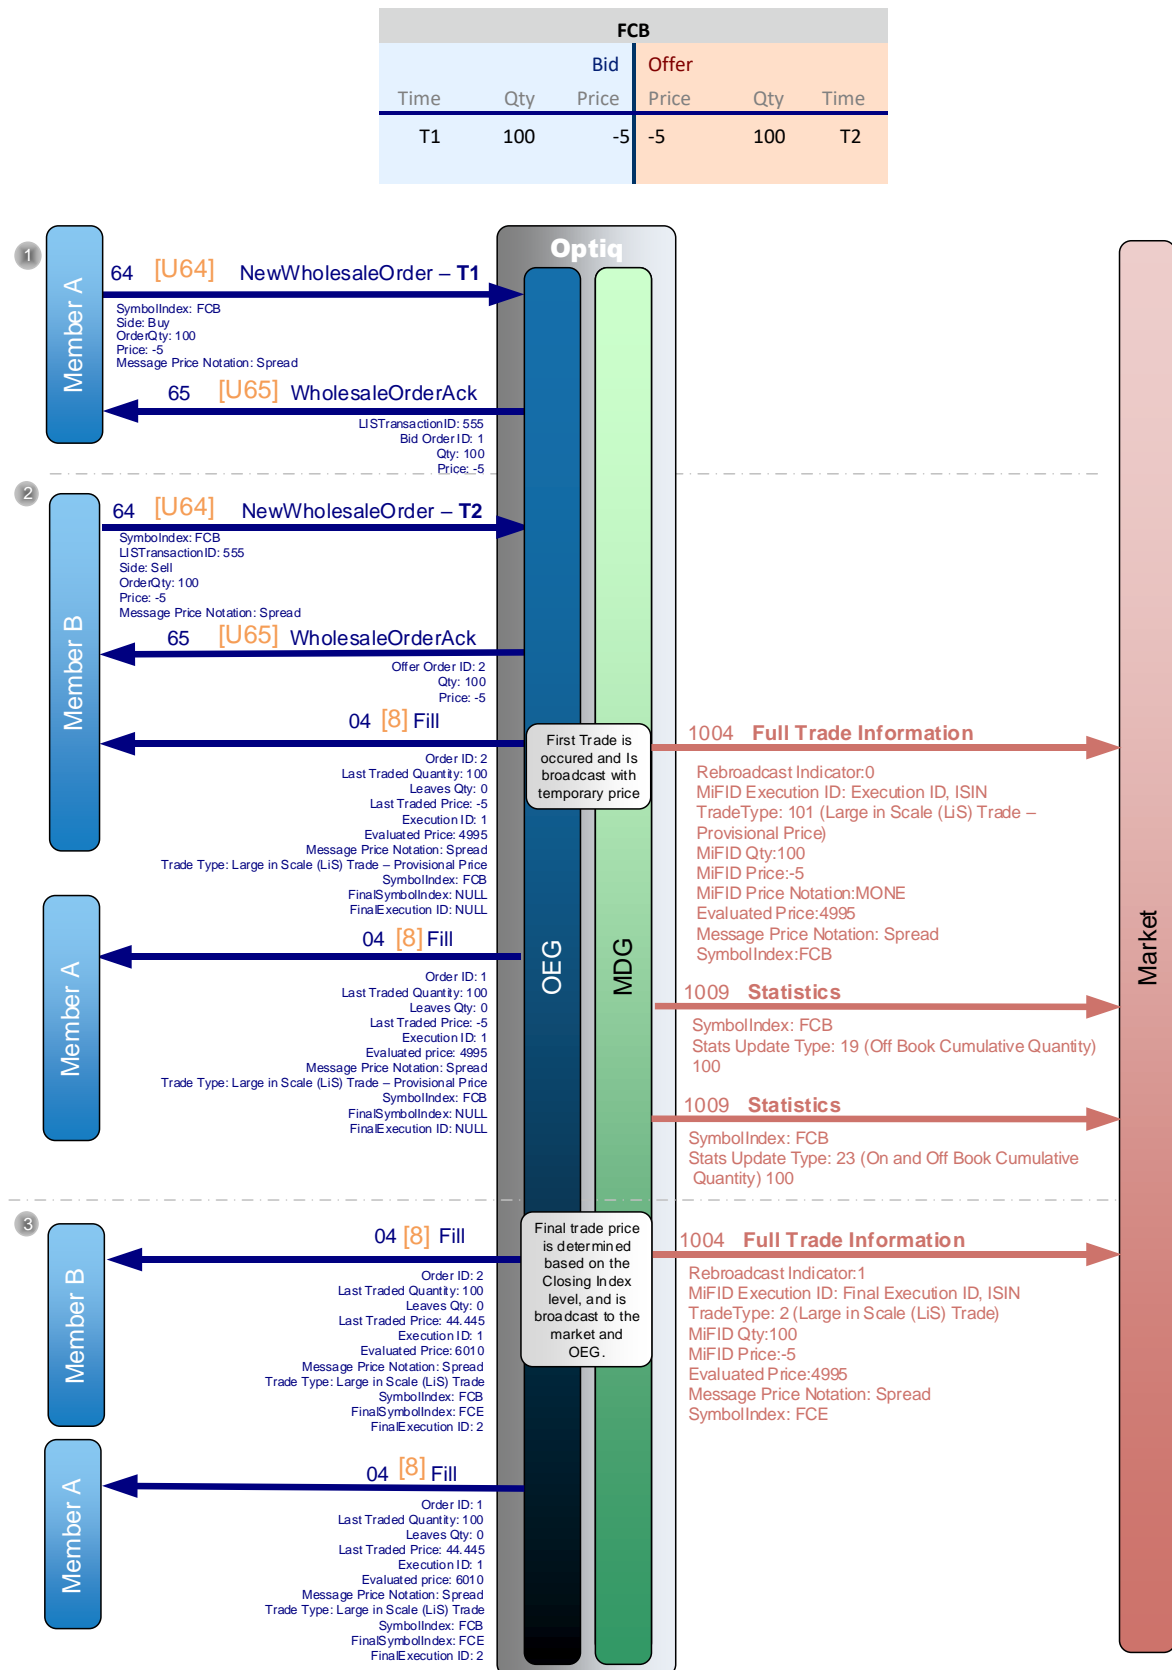 FCB
Bid Offer
Time Qty Price Price Qty Time
T1 100 -5 -5 100 T2
Optiq
1
Member A
64 [U64] NewWholesaleOrder – T1
SymbolIndex: FCB
Side: Buy
OrderQty: 100
Price: -5
Message Price Notation: Spread
65 [U65] WholesaleOrderAck
LISTransactionID: 555
Bid Order ID: 1
Qty: 100
Price: -5
2
Member B
64 [U64] NewWholesaleOrder – T2
SymbolIndex: FCB
LISTransactionID: 555
Side: Sell
OrderQty: 100
Price: -5
Message Price Notation: Spread
65 [U65] WholesaleOrderAck
Offer Order ID: 2
Qty: 100
Price: -5
04 [8] Fill
Order ID: 2
Last Traded Quantity: 100
Leaves Qty: 0
Last Traded Price: -5
Execution ID: 1
Evaluated Price: 4995
Message Price Notation: Spread
Trade Type: Large in Scale (LiS) Trade – Provisional Price
SymbolIndex: FCB
FinalSymbolIndex: NULL
FinalExecution ID: NULL
First Trade is
occured and Is
broadcast with
temporary price
1004 Full Trade Information
Rebroadcast Indicator:0
MiFID Execution ID: Execution ID, ISIN
TradeType: 101 (Large in Scale (LiS) Trade –
Provisional Price)
MiFID Qty:100
MiFID Price:-5
MiFID Price Notation:MONE
Evaluated Price:4995
Message Price Notation: Spread
SymbolIndex:FCB
Member A
04 [8] Fill
Order ID: 1
Last Traded Quantity: 100
Leaves Qty: 0
Last Traded Price: -5
Execution ID: 1
Evaluated price: 4995
Message Price Notation: Spread
Trade Type: Large in Scale (LiS) Trade – Provisional Price
SymbolIndex: FCB
FinalSymbolIndex: NULL
FinalExecution ID: NULL
OEG
MDG
Market
1009 Statistics
SymbolIndex: FCB
Stats Update Type: 19 (Off Book Cumulative Quantity)
100
1009 Statistics
SymbolIndex: FCB
Stats Update Type: 23 (On and Off Book Cumulative
Quantity) 100
3
Member B
04 [8] Fill
Order ID: 2
Last Traded Quantity: 100
Leaves Qty: 0
Last Traded Price: 44.445
Execution ID: 1
Evaluated Price: 6010
Message Price Notation: Spread
Trade Type: Large in Scale (LiS) Trade
SymbolIndex: FCB
FinalSymbolIndex: FCE
FinalExecution ID: 2
Final trade price
is determined
based on the
Closing Index
level, and is
broadcast to the
market and
OEG.
1004 Full Trade Information
Rebroadcast Indicator:1
MiFID Execution ID: Final Execution ID, ISIN
TradeType: 2 (Large in Scale (LiS) Trade)
MiFID Qty:100
MiFID Price:-5
Evaluated Price:4995
Message Price Notation: Spread
SymbolIndex: FCE
Member A
04 [8] Fill
Order ID: 1
Last Traded Quantity: 100
Leaves Qty: 0
Last Traded Price: 44.445
Execution ID: 1
Evaluated price: 6010
Message Price Notation: Spread
Trade Type: Large in Scale (LiS) Trade
SymbolIndex: FCB
FinalSymbolIndex: FCE
FinalExecution ID: 2